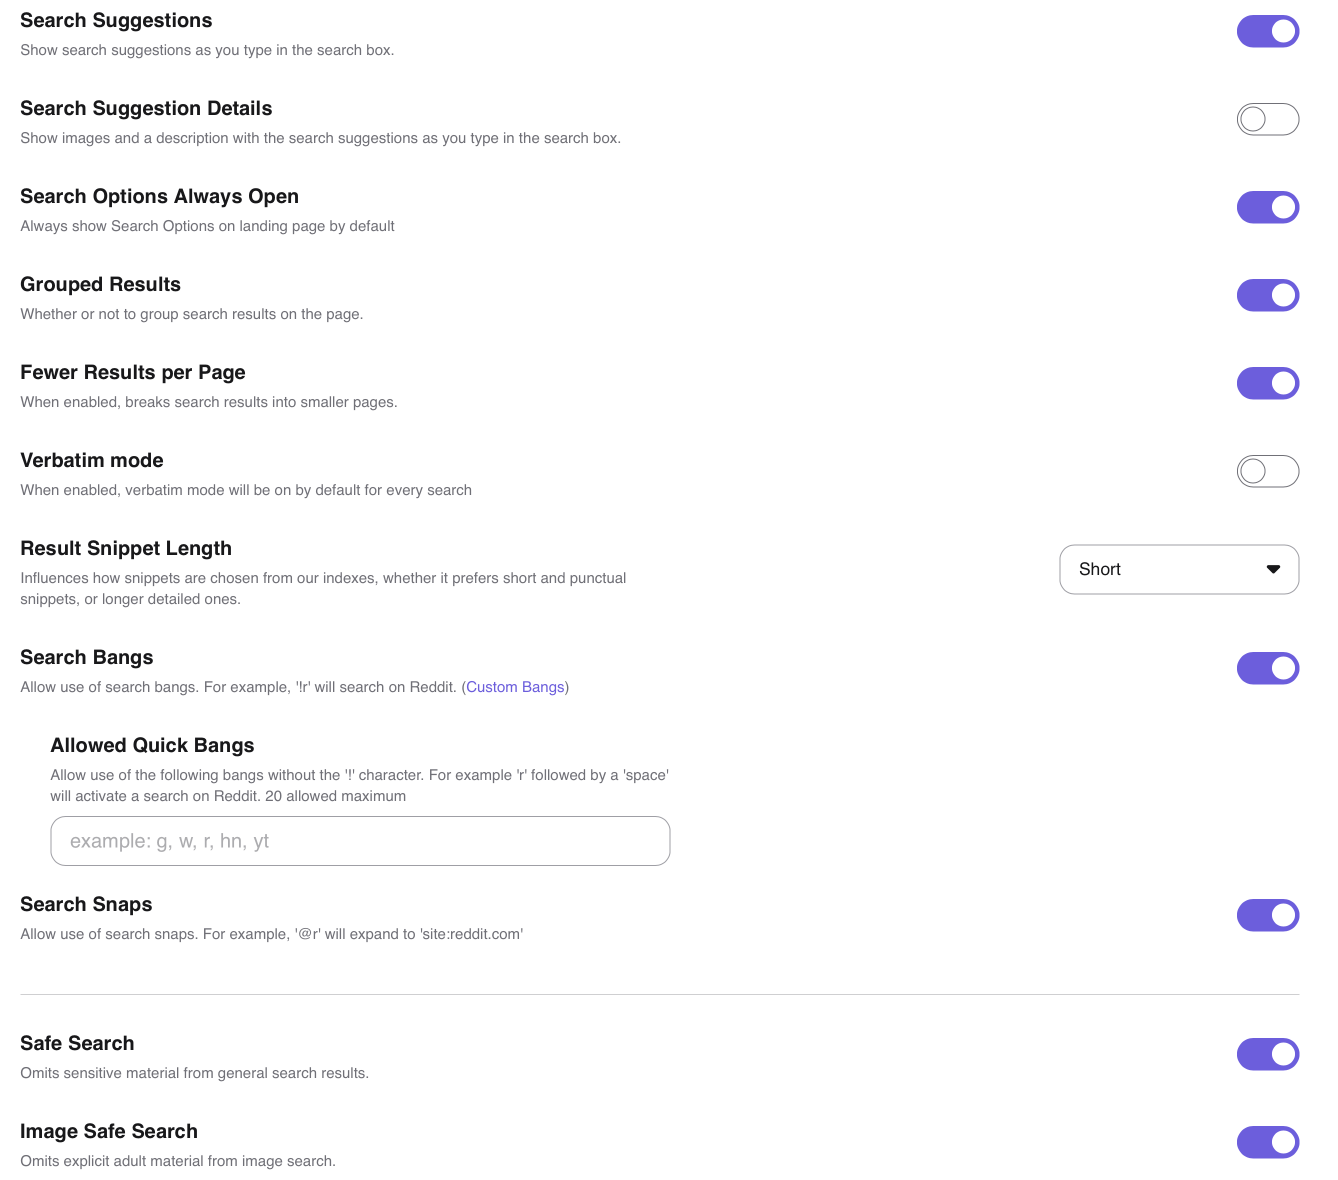 Search Suggestions
Show search suggestions as you type in the search box.
Search Suggestion Details
Show images and a description with the search suggestions as you type in the search box.
Search Options Always Open
Always show Search Options on landing page by default
Grouped Results
Whether or not to group search results on the page.
Fewer Results per Page
When enabled, breaks search results into smaller pages.
Verbatim mode
When enabled, verbatim mode will be on by default for every search
Result Snippet Length
Influences how snippets are chosen from our indexes, whether it prefers short and punctual
snippets, or longer detailed ones.
Short
Search Bangs
Allow use of search bangs. For example, '!r' will search on Reddit. (Custom Bangs)
Allowed Quick Bangs
Allow use of the following bangs without the '!' character. For example 'r' followed by a 'space'
will activate a search on Reddit. 20 allowed maximum
example: g, w, r, hn, yt
Search Snaps
Allow use of search snaps. For example, '@r' will expand to 'site:reddit.com'
Safe Search
Omits sensitive material from general search results.
Image Safe Search
Omits explicit adult material from image search.